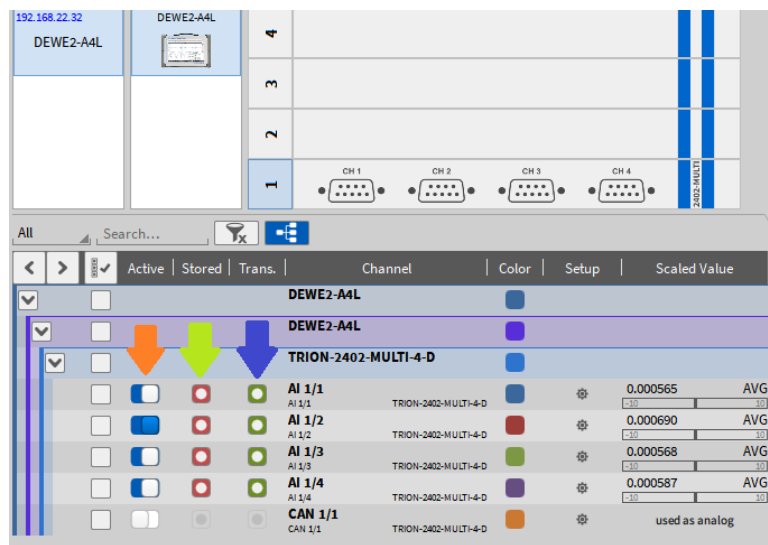 192.168.22.32
DEWE2-A4L
DEWE2-A4L
4
3
2
1
CH 1 CH 2 CH 3 CH 4
2402-MULTI
All Search...
Active Stored Trans. Channel Color Setup Scaled Value
DEWE2-A4L
DEWE2-A4L
TRION-2402-MULTI-4-D
AI 1/1 0.000565 AVG
AI 1/1 TRION-2402-MULTI-4-D -10 10
AI 1/2 0.000690 AVG
AI 1/2 TRION-2402-MULTI-4-D -10 10
AI 1/3 0.000568 AVG
AI 1/3 TRION-2402-MULTI-4-D -10 10
AI 1/4 0.000587 AVG
AI 1/4 TRION-2402-MULTI-4-D -10 10
CAN 1/1 used as analog
CAN 1/1 TRION-2402-MULTI-4-D